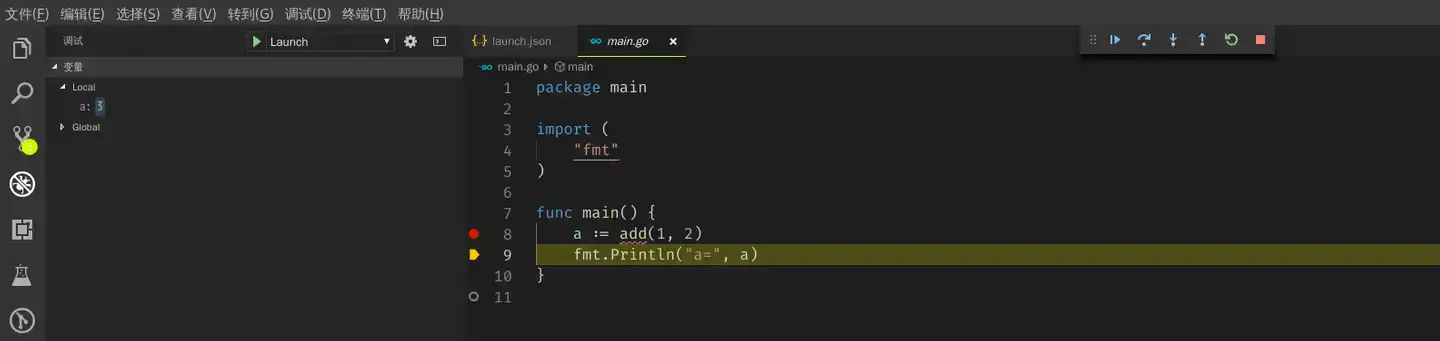 文件(F) 编辑(E) 选择(S) 查看(V) 转到(G) 调试(D) 终端(T) 帮助(H)
调试 Launch
变量
Local
a: 3
Global
launch.json main.go
main.go main
1 package main
2
3 import (
4 "fmt"
5 )
6
7 func main() {
8 a := add(1, 2)
9 fmt.Println("a=", a)
10 }
11